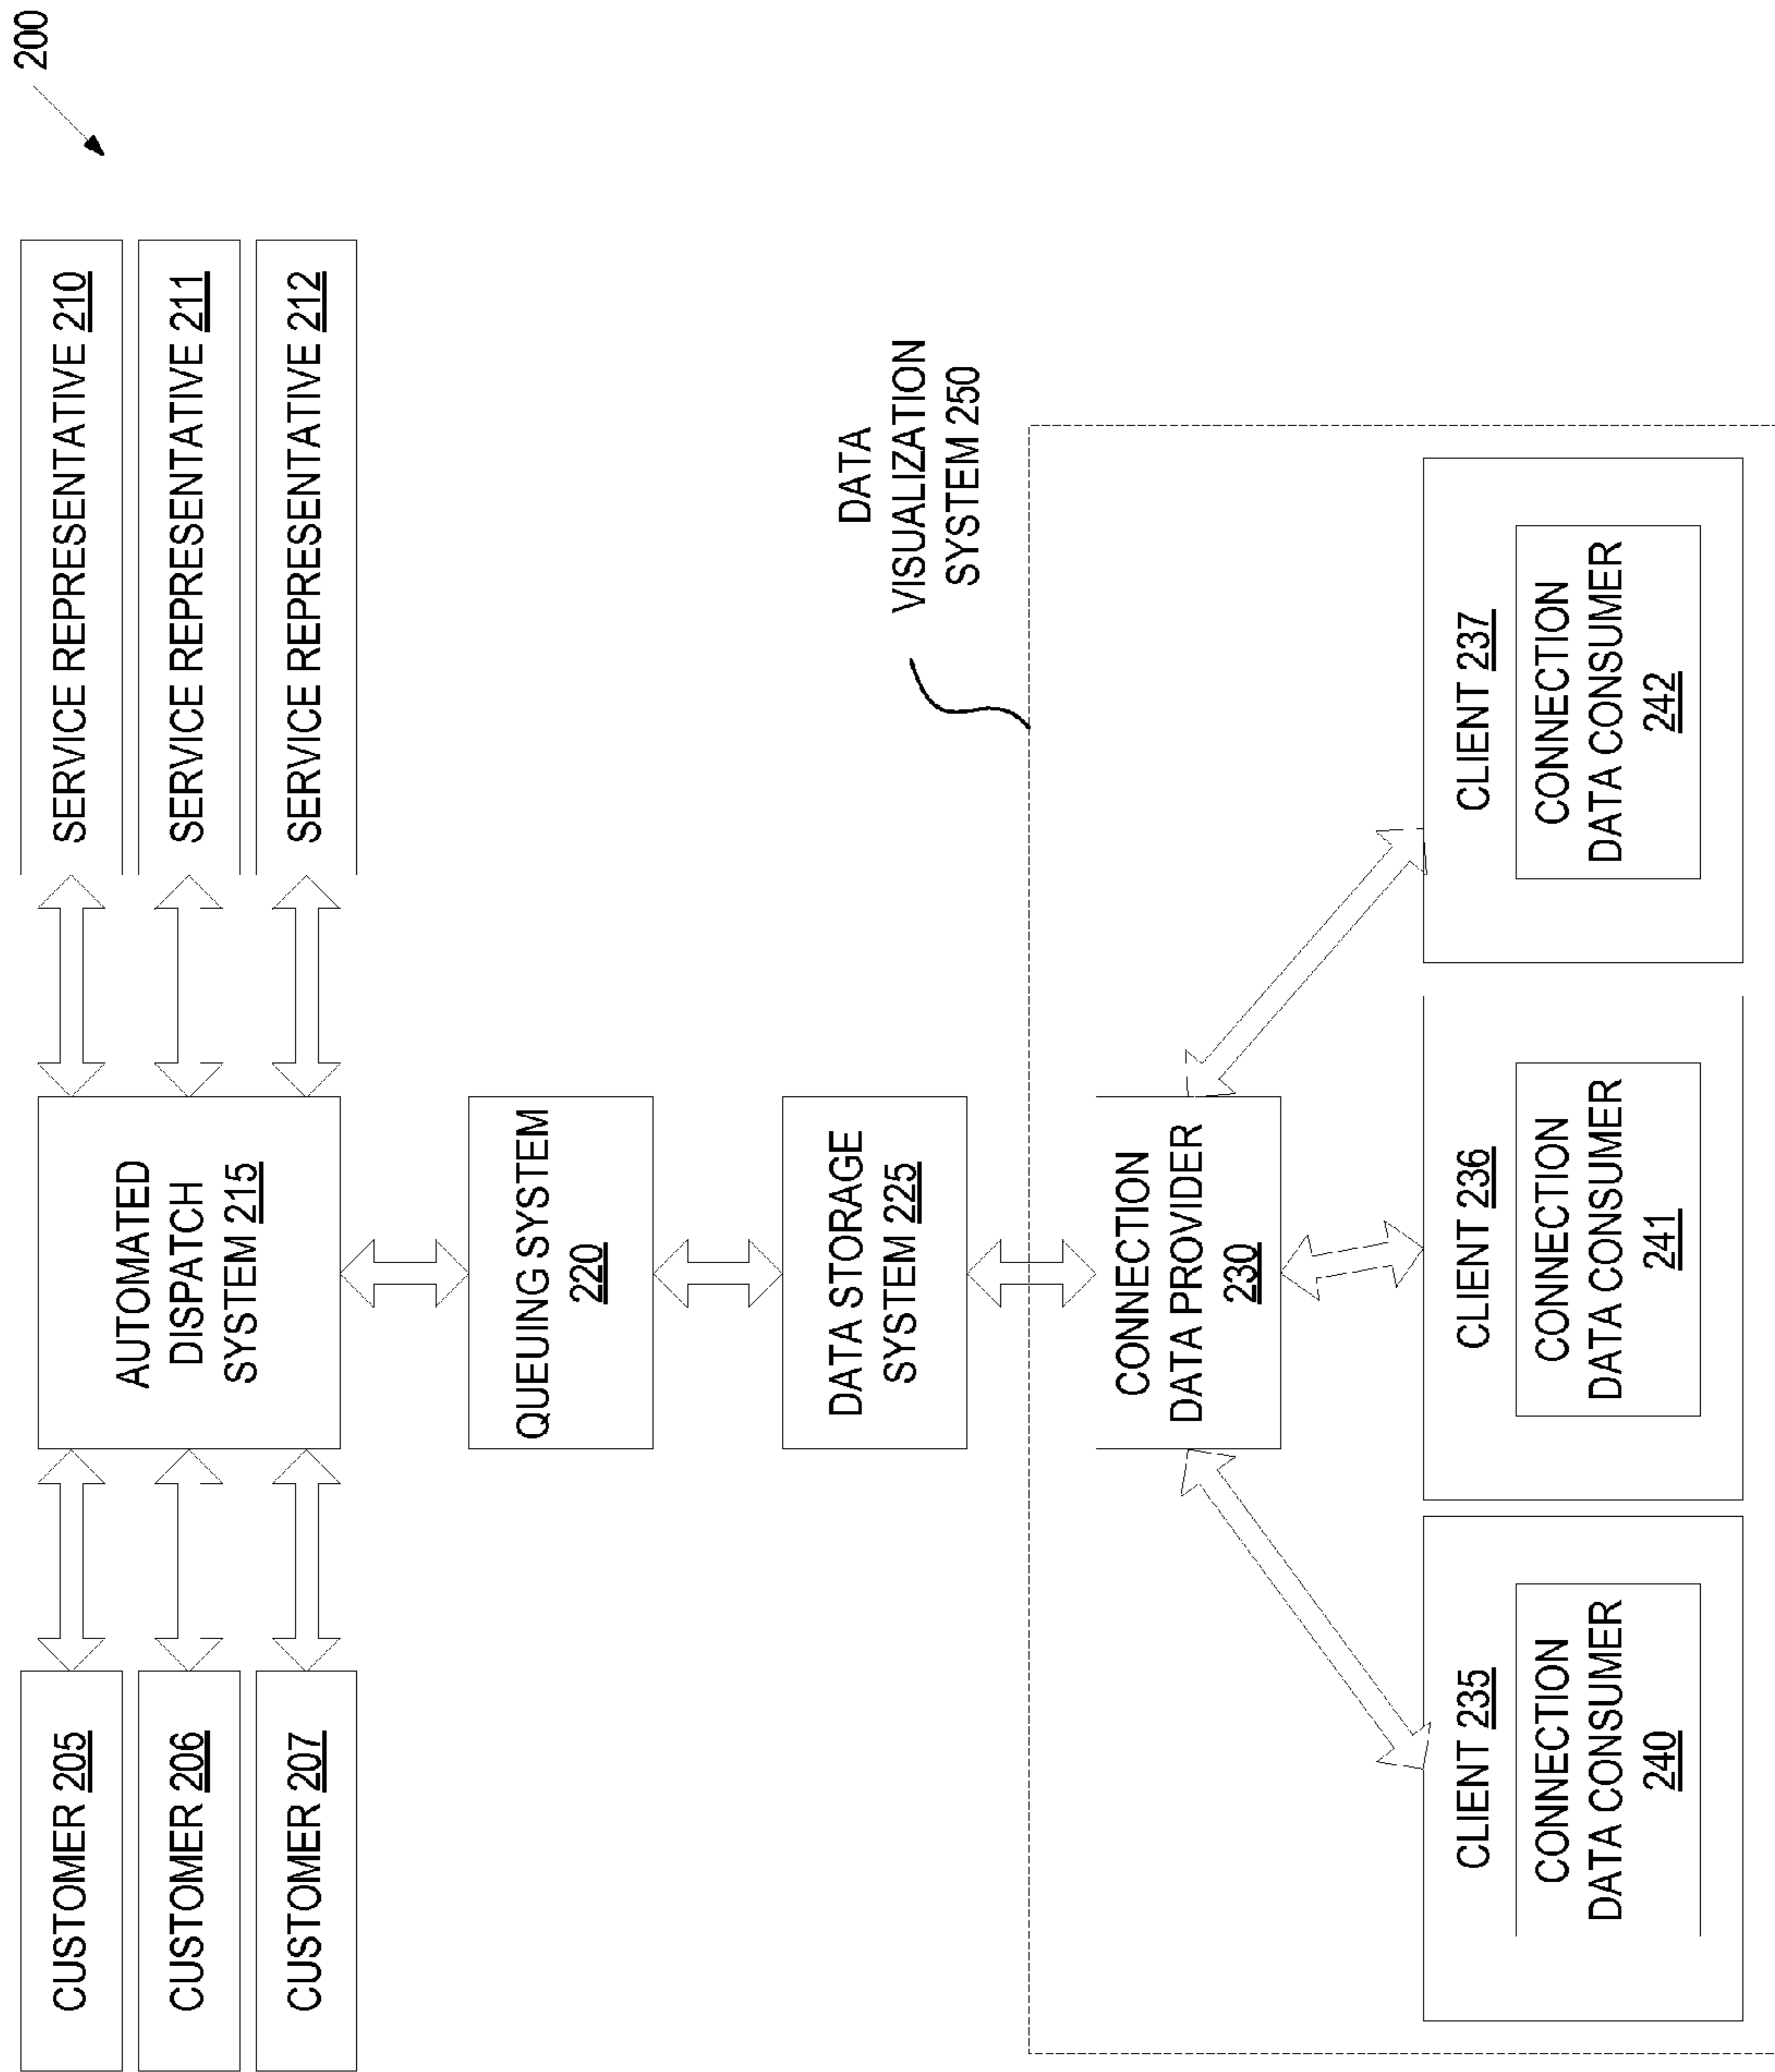 200
CUSTOMER 205
CUSTOMER 206
CUSTOMER 207
AUTOMATED
DISPATCH
SYSTEM 215
SERVICE REPRESENTATIVE 210
SERVICE REPRESENTATIVE 211
SERVICE REPRESENTATIVE 212
QUEUING SYSTEM
220
DATA STORAGE
SYSTEM 225
DATA
VISUALIZATION
SYSTEM 250
CONNECTION
DATA PROVIDER
230
CLIENT 235
CONNECTION
DATA CONSUMER
240
CLIENT 236
CONNECTION
DATA CONSUMER
241
CLIENT 237
CONNECTION
DATA CONSUMER
242